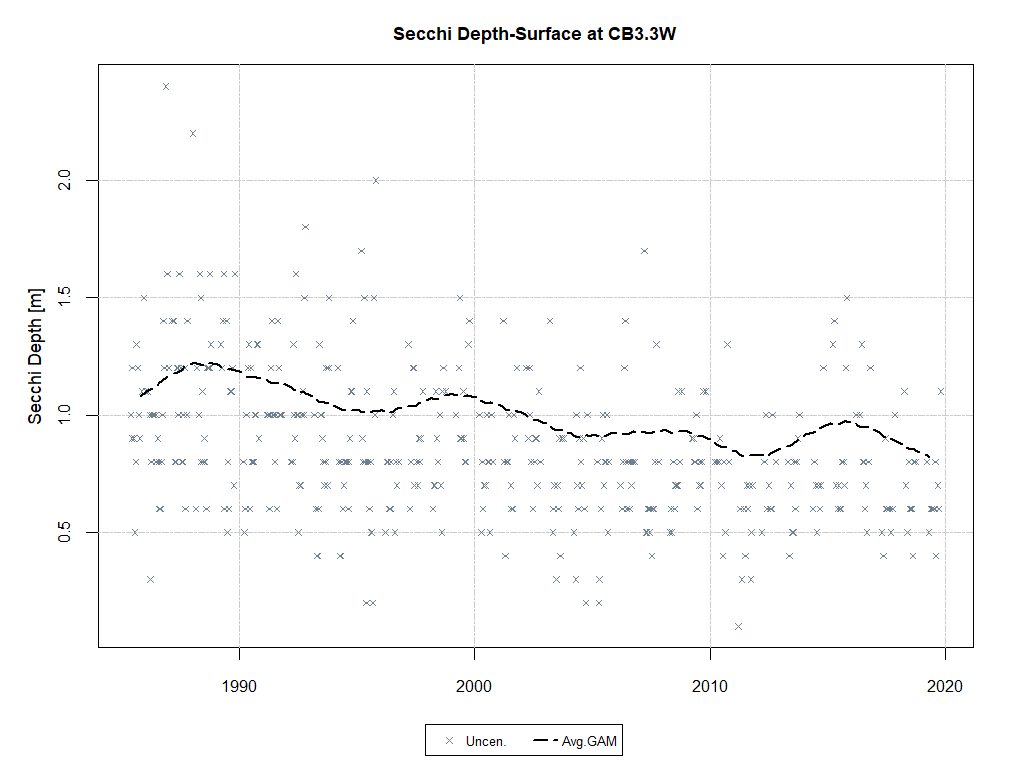 Secchi Depth-Surface at CB3.3W
Secchi Depth [m]
2.0
1.5
1.0
0.5
1990 2000 2010 2020
Uncen. Avg.GAM